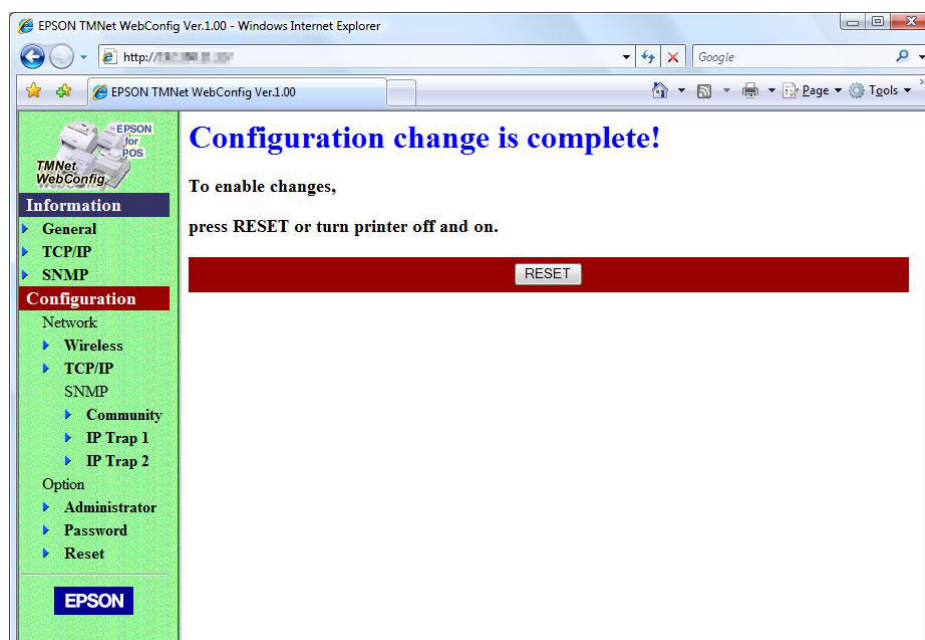 EPSON TMNet WebConfig Ver.1.00 - Windows Internet Explorer
http://
Google
EPSON TMNet WebConfig Ver.1.00
Page
Tools
EPSON
for
POS
TMNet
WebConfig
Information
General
TCP/IP
SNMP
Configuration
Network
Wireless
TCP/IP
SNMP
Community
IP Trap 1
IP Trap 2
Option
Administrator
Password
Reset
EPSON
Configuration change is complete!
To enable changes,
press RESET or turn printer off and on.
RESET